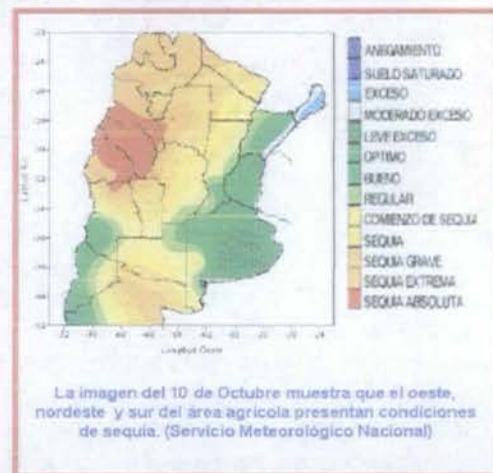 ANEGAMIENTO
SUELO SATURADO
EXCESO
MODERADO EXCESO
LEVE EXCESO
OPTIMO
BUENO
REGULAR
COMIENZO DE SEQUIA
SEQUIA
SEQUIA GRAVE
SEQUIA EXTREMA
SEQUIA ABSOLUTA
Longitud Oeste
La imagen del 10 de Octubre muestra que el oeste,
nordeste y sur del área agrícola presentan condiciones
de sequía. (Servicio Meteorológico Nacional)